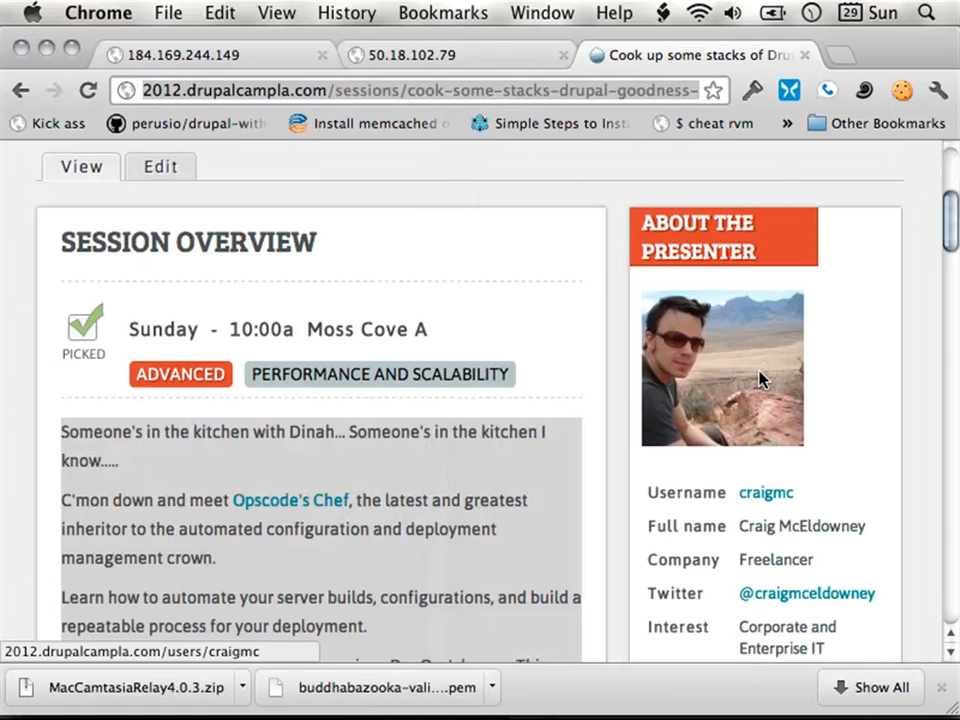 Chrome File Edit View History Bookmarks Window Help 29 Sun
184.169.244.149 50.18.102.79 Cook up some stacks of Dru
2012.drupalcampla.com/sessions/cook-some-stacks-drupal-goodness-
Kick ass perusio/drupal-with Install memcached o Simple Steps to Inst $ cheat rvm » Other Bookmarks
View Edit
SESSION OVERVIEW
PICKED
Sunday - 10:00a Moss Cove A
ADVANCED PERFORMANCE AND SCALABILITY
Someone's in the kitchen with Dinah... Someone's in the kitchen I
know.....
C'mon down and meet Opscode's Chef, the latest and greatest
inheritor to the automated configuration and deployment
management crown.
Learn how to automate your server builds, configurations, and build a
repeatable process for your deployment.
ABOUT THE
PRESENTER
Username craigmc
Full name Craig McEldowney
Company Freelancer
Twitter @craigmceldowney
Interest Corporate and
Enterprise IT
2012.drupalcampla.com/users/craigmc
MacCamtasiaRelay4.0.3.zip buddhabazooka-vali....pem Show All